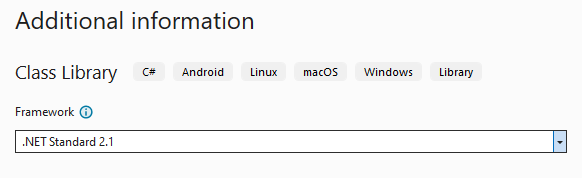 Additional information
Class Library C# Android Linux macOS Windows Library
Framework
.NET Standard 2.1